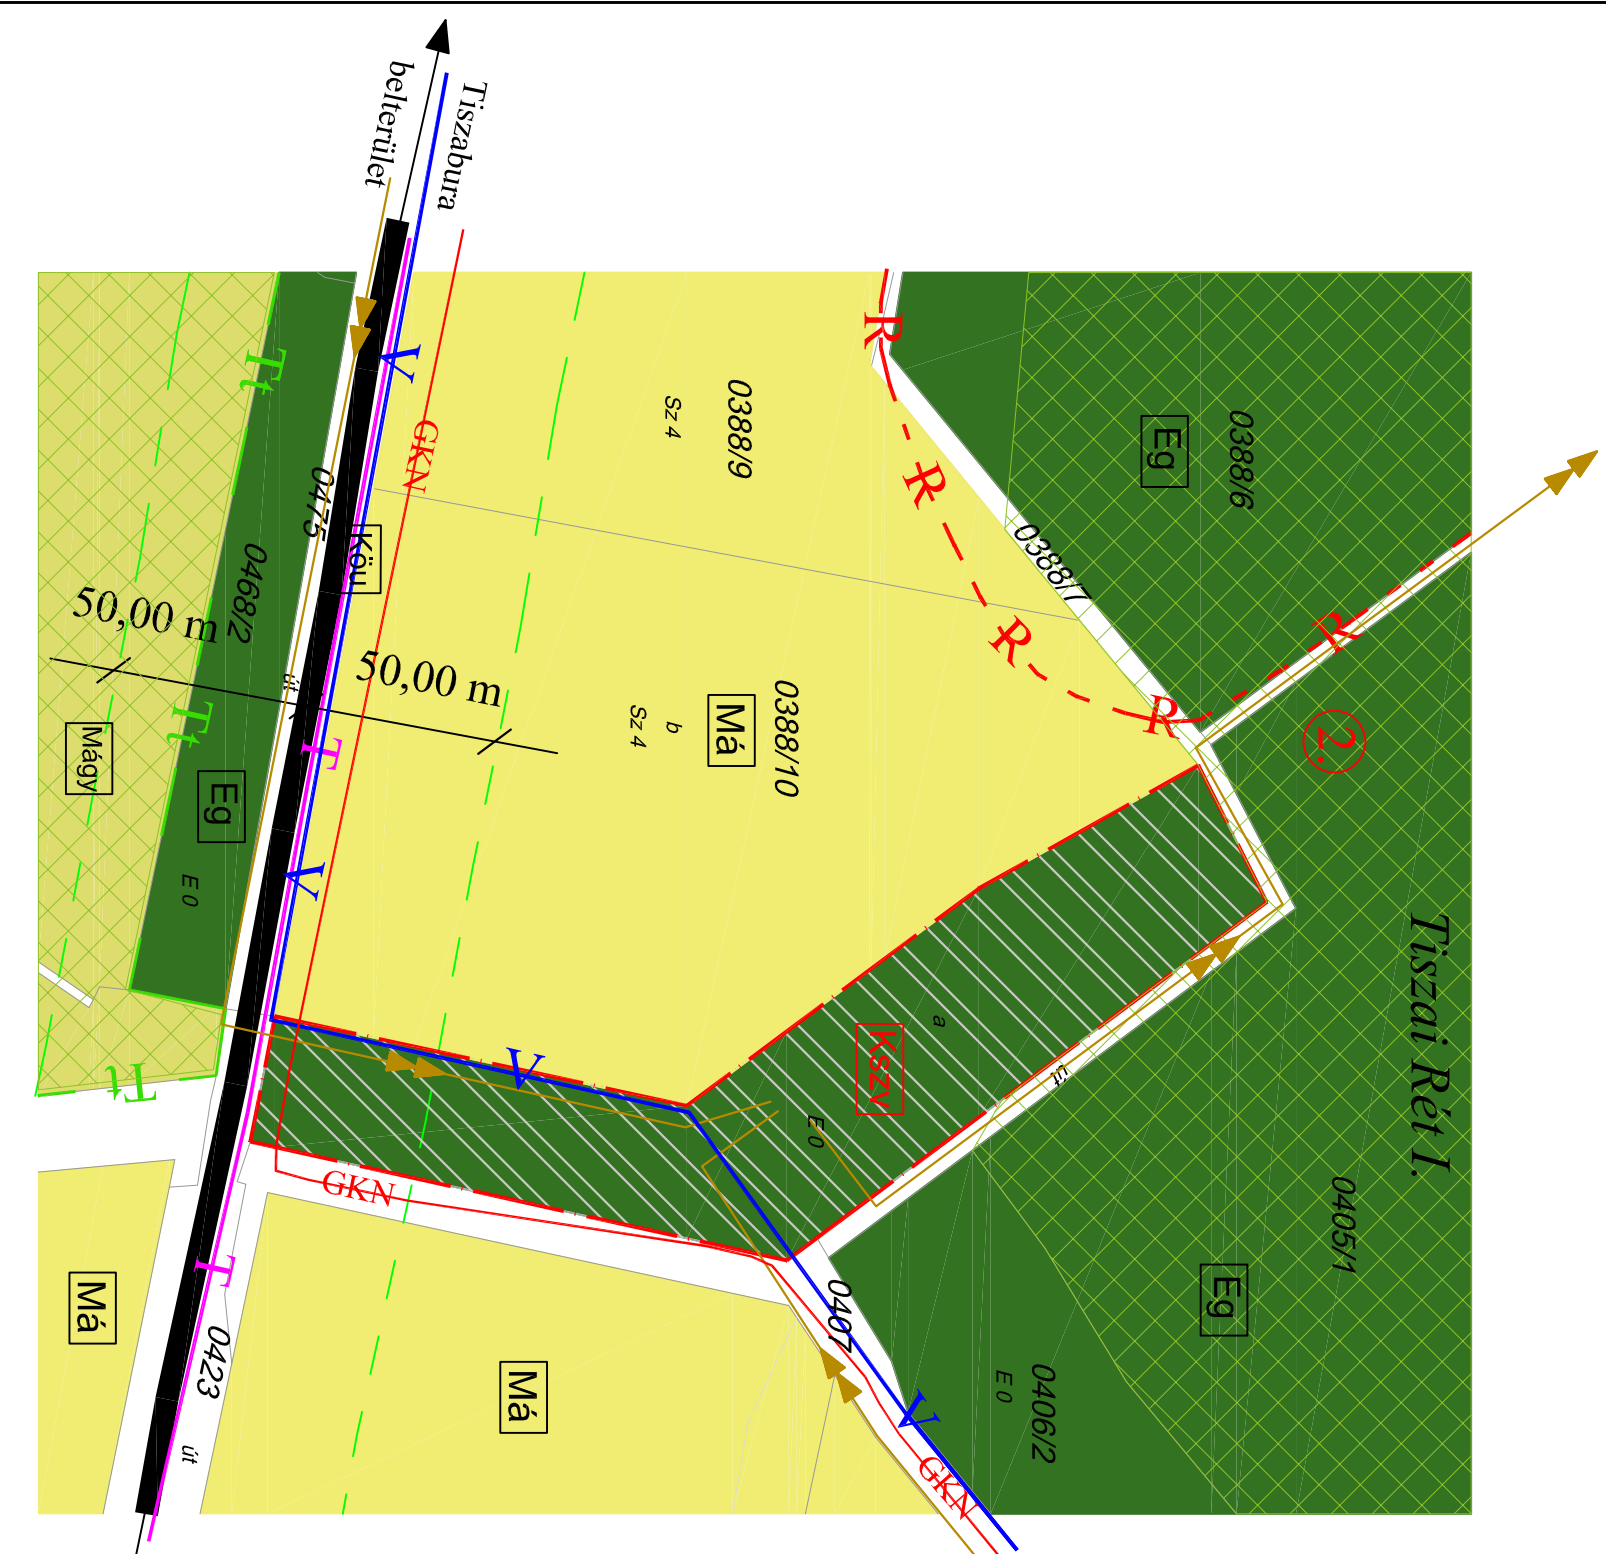 belterület
Tiszabura
V
R
Tt
GKN
Sz 4
0388/9
Eg
0388/6
0475
R
Köu
0388/7
0468/2
50,00 m
R
R
50,00 m
út
Tt
Mágy
T
Sz 4
b
Má
0388/10
R
2.
Eg
E 0
V
Tiszai Rét I.
a
V
Kszv
út
Tt
E 0
GKN
0405/1
T
Má
Eg
0407
0423
Má
E 0
0406/2
V
út
GKN